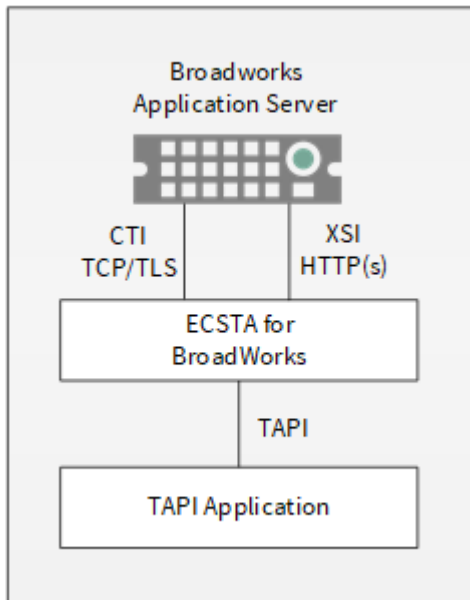 Broadworks
Application Server
CTI
TCP/TLS
XSI
HTTP(s)
ECSTA for
BroadWorks
TAPI
TAPI Application